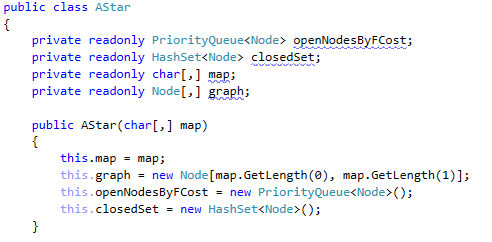 public class AStar
{
    private readonly PriorityQueue<Node> openNodesByFCost;
    private readonly HashSet<Node> closedSet;
    private readonly char[,] map;
    private readonly Node[,] graph;

    public AStar(char[,] map)
    {
        this.map = map;
        this.graph = new Node[map.GetLength(0), map.GetLength(1)];
        this.openNodesByFCost = new PriorityQueue<Node>();
        this.closedSet = new HashSet<Node>();
    }